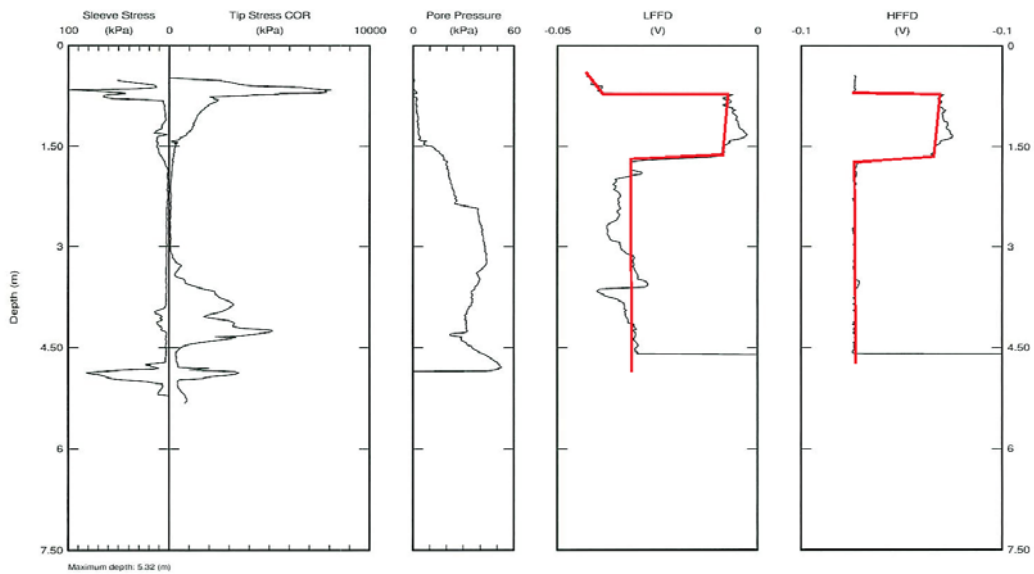 Sleeve Stress Tip Stress COR Pore Pressure LFFD HFFD
100 (kPa) 0 (kPa) 10000 0 (kPa) 60 -0.05 (V) 0 -0.1 (V) -0.1
0 0
1.50 1.50
3 3
Depth (m)
4.50 4.50
6 6
7.50 7.50
Maximum depth: 5.32 (m)